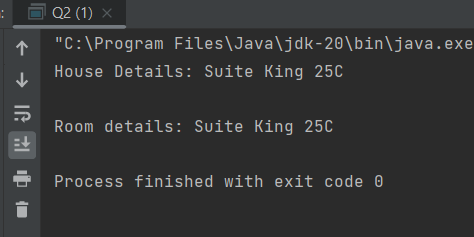 Q2 (1)
"C:\Program Files\Java\jdk-20\bin\java.exe
House Details: Suite King 25C
Room details: Suite King 25C
Process finished with exit code 0